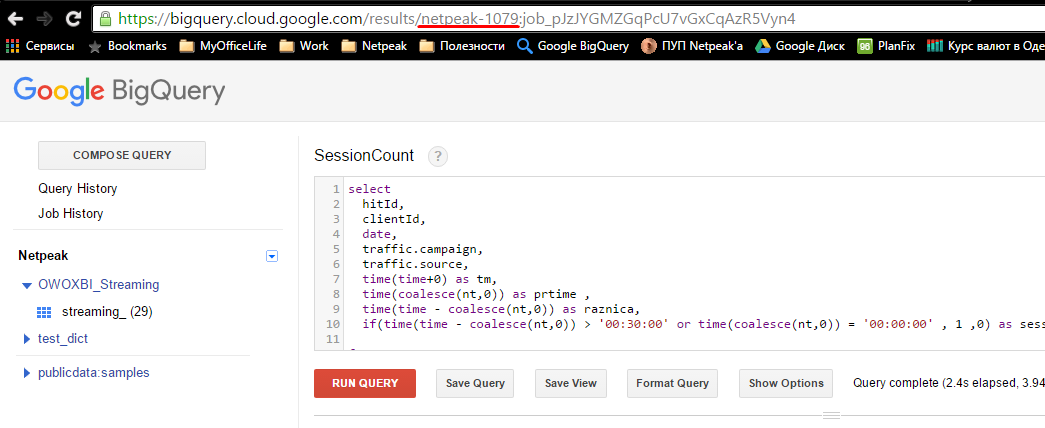 https://bigquery.cloud.google.com/results/netpeak-1079:job_pJzJYGMZGqPcU7vGxCqAzR5Vyn4
Сервисы Bookmarks MyOfficeLife Work Netpeak Полезности Google BigQuery ПУП Netpeak'a Google Диск 98 PlanFix Курс валют в Оде
Google BigQuery
COMPOSE QUERY
Query History
Job History
Netpeak
OWOXBI_Streaming
streaming_ (29)
test_dict
publicdata:samples
SessionCount ?
1 select
2 hitId,
3 clientId,
4 date,
5 traffic.campaign,
6 traffic.source,
7 time(time+0) as tm,
8 time(coalesce(nt,0)) as prtime ,
9 time(time - coalesce(nt,0)) as raznica,
10 if(time(time - coalesce(nt,0)) > '00:30:00' or time(coalesce(nt,0)) = '00:00:00' , 1 ,0) as sess
11
RUN QUERY Save Query Save View Format Query Show Options Query complete (2.4s elapsed, 3.94